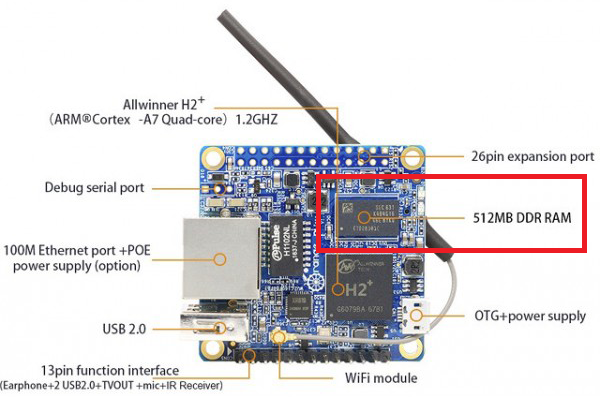 Allwinner H2+
(ARM®Cortex -A7 Quad-core) 1.2GHZ
26pin expansion port
Debug serial port
512MB DDR RAM
100M Ethernet port +POE
power supply (option)
Pulse
H1102NL
ALLWINNER
H2+
OTG+power supply
USB 2.0
13pin function interface
(Earphone+2 USB2.0+TVOUT +mic+IR Receiver)
WiFi module